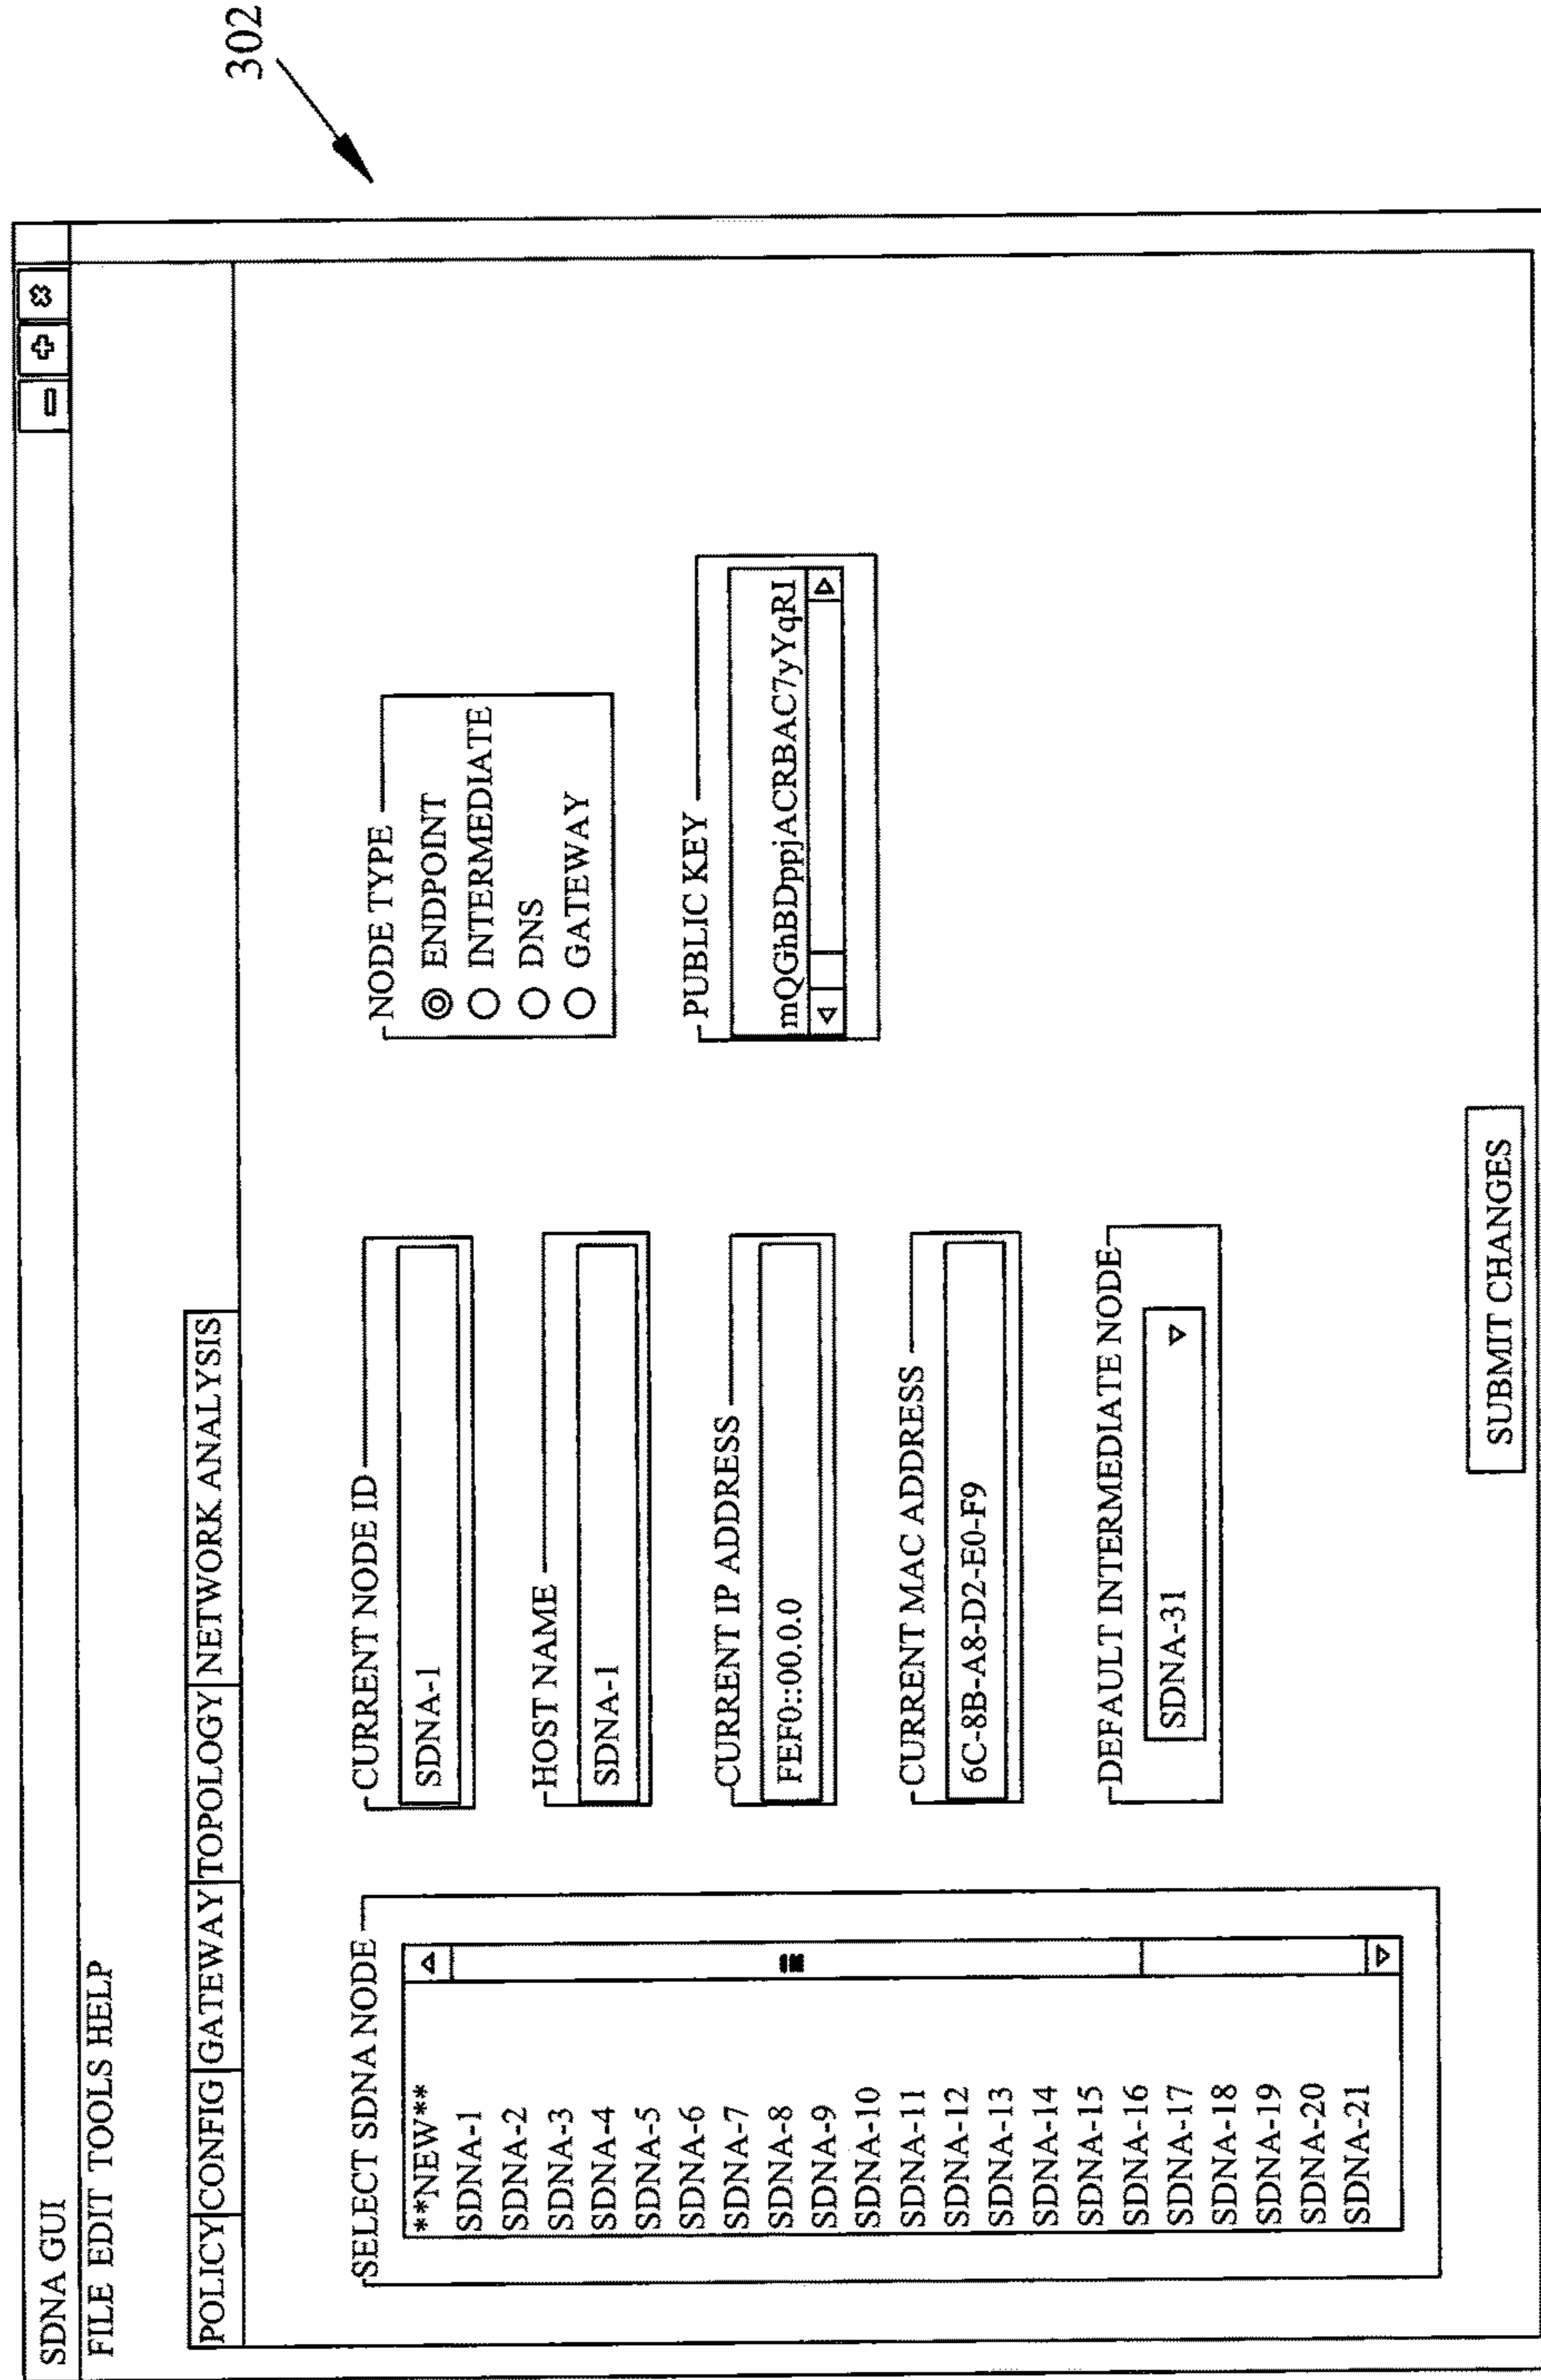 302
SDNA GUI
FILE EDIT TOOLS HELP
POLICY CONFIG GATEWAY TOPOLOGY NETWORK ANALYSIS
SELECT SDNA NODE
**NEW**
SDNA-1
SDNA-2
SDNA-3
SDNA-4
SDNA-5
SDNA-6
SDNA-7
SDNA-8
SDNA-9
SDNA-10
SDNA-11
SDNA-12
SDNA-13
SDNA-14
SDNA-15
SDNA-16
SDNA-17
SDNA-18
SDNA-19
SDNA-20
SDNA-21
CURRENT NODE ID
SDNA-1
HOST NAME
SDNA-1
CURRENT IP ADDRESS
FEF0::00.0.0
CURRENT MAC ADDRESS
6C-8B-A8-D2-E0-F9
DEFAULT INTERMEDIATE NODE
SDNA-31
NODE TYPE
ENDPOINT
INTERMEDIATE
DNS
GATEWAY
PUBLIC KEY
mQGhBDppjACRBAC7yYqRI
SUBMIT CHANGES